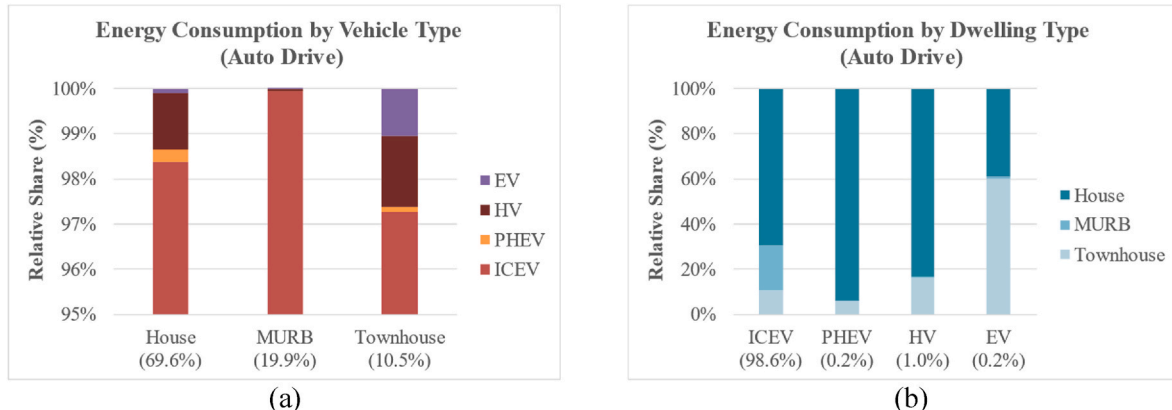 Energy Consumption by Vehicle Type
(Auto Drive)
Relative Share (%)
100%
99%
98%
97%
96%
95%
House
(69.6%)
MURB
(19.9%)
Townhouse
(10.5%)
EV
HV
PHEV
ICEV
(a)
Energy Consumption by Dwelling Type
(Auto Drive)
Relative Share (%)
100%
80%
60%
40%
20%
0%
ICEV
(98.6%)
PHEV
(0.2%)
HV
(1.0%)
EV
(0.2%)
House
MURB
Townhouse
(b)